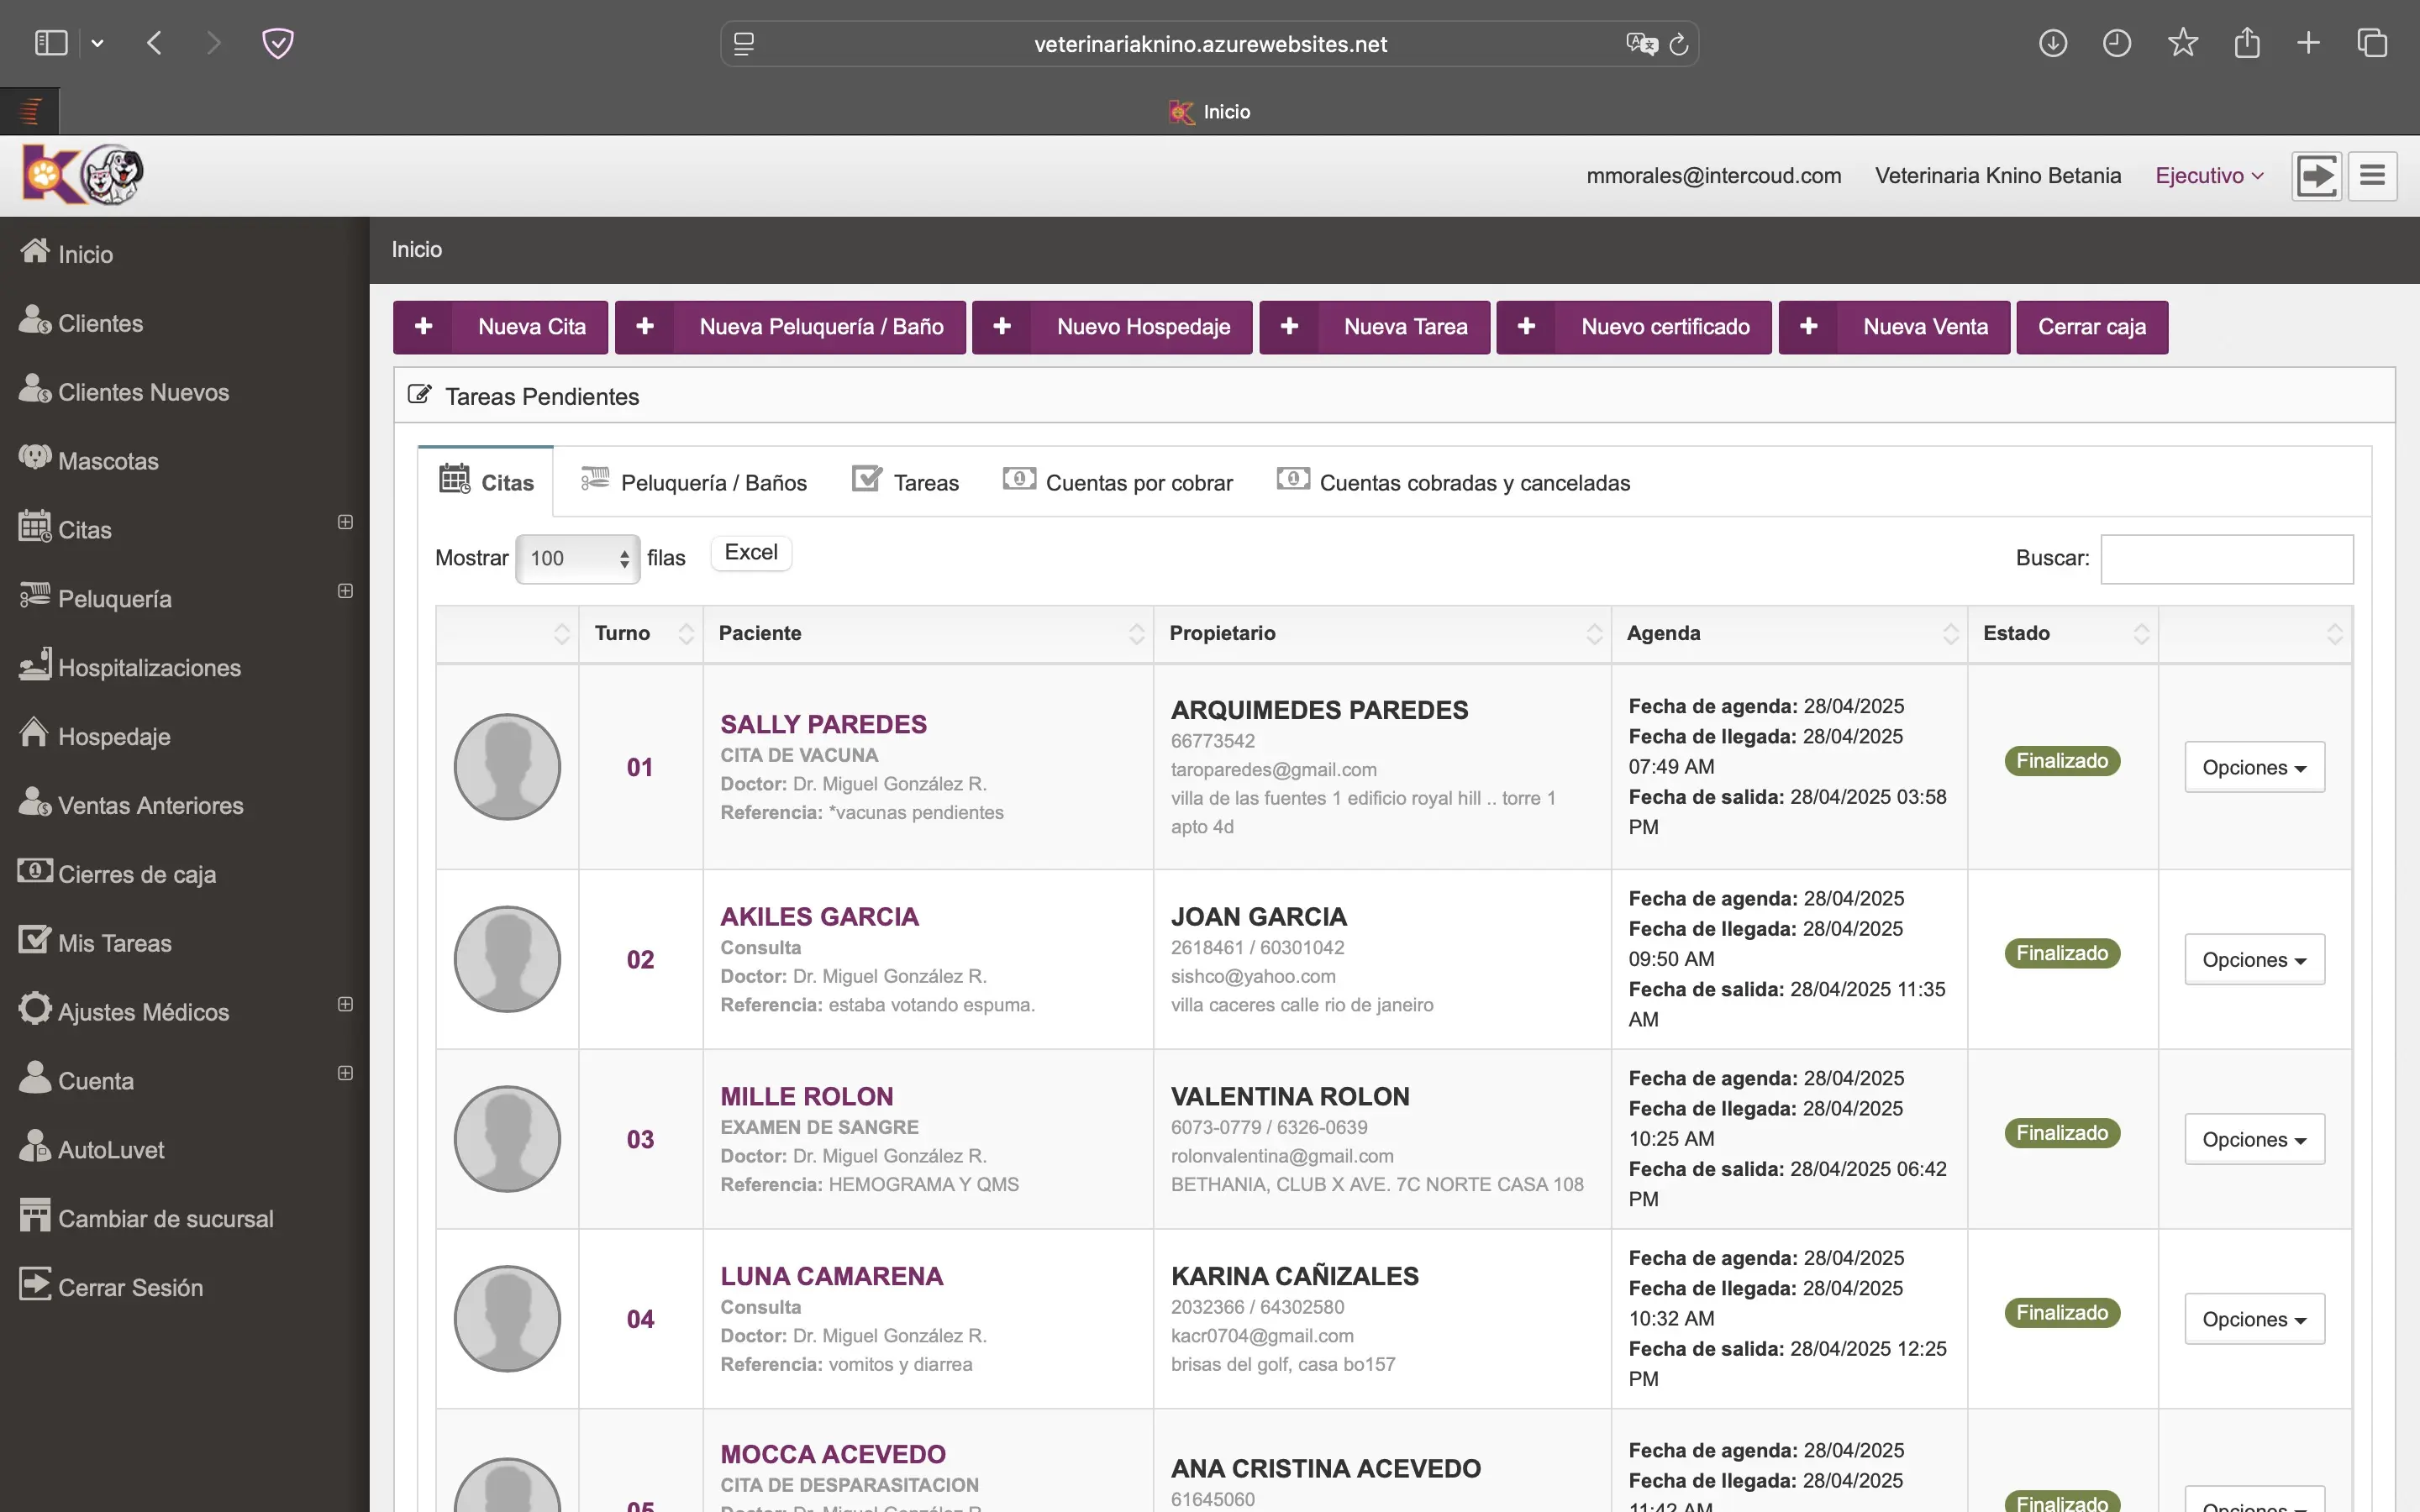 veterinariaknino.azurewebsites.net
Inicio
mmorales@intercoud.com Veterinaria Knino Betania Ejecutivo
Inicio
Clientes
Clientes Nuevos
Mascotas
Citas
Peluquería
Hospitalizaciones
Hospedaje
Ventas Anteriores
Cierres de caja
Mis Tareas
Ajustes Médicos
Cuenta
AutoLuvet
Cambiar de sucursal
Cerrar Sesión
Inicio
Nueva Cita Nueva Peluquería / Baño Nuevo Hospedaje Nueva Tarea Nuevo certificado Nueva Venta Cerrar caja
Tareas Pendientes
Citas Peluquería / Baños Tareas Cuentas por cobrar Cuentas cobradas y canceladas
Mostrar 100 filas Excel Buscar:
Turno Paciente Propietario Agenda Estado
01
SALLY PAREDES
CITA DE VACUNA
Doctor: Dr. Miguel González R.
Referencia: *vacunas pendientes
ARQUIMEDES PAREDES
66773542
taroparedes@gmail.com
villa de las fuentes 1 edificio royal hill .. torre 1
apto 4d
Fecha de agenda: 28/04/2025
Fecha de llegada: 28/04/2025
07:49 AM
Fecha de salida: 28/04/2025 03:58
PM
Finalizado
Opciones
02
AKILES GARCIA
Consulta
Doctor: Dr. Miguel González R.
Referencia: estaba votando espuma.
JOAN GARCIA
2618461 / 60301042
sishco@yahoo.com
villa caceres calle rio de janeiro
Fecha de agenda: 28/04/2025
Fecha de llegada: 28/04/2025
09:50 AM
Fecha de salida: 28/04/2025 11:35
AM
Finalizado
Opciones
03
MILLE ROLON
EXAMEN DE SANGRE
Doctor: Dr. Miguel González R.
Referencia: HEMOGRAMA Y QMS
VALENTINA ROLON
6073-0779 / 6326-0639
rolonvalentina@gmail.com
BETHANIA, CLUB X AVE. 7C NORTE CASA 108
Fecha de agenda: 28/04/2025
Fecha de llegada: 28/04/2025
10:25 AM
Fecha de salida: 28/04/2025 06:42
PM
Finalizado
Opciones
04
LUNA CAMARENA
Consulta
Doctor: Dr. Miguel González R.
Referencia: vomitos y diarrea
KARINA CAÑIZALES
2032366 / 64302580
kacr0704@gmail.com
brisas del golf, casa bo157
Fecha de agenda: 28/04/2025
Fecha de llegada: 28/04/2025
10:32 AM
Fecha de salida: 28/04/2025 12:25
PM
Finalizado
Opciones
05
MOCCA ACEVEDO
CITA DE DESPARASITACION
Doctor: Dr. Miguel González R.
ANA CRISTINA ACEVEDO
61645060
Fecha de agenda: 28/04/2025
Fecha de llegada: 28/04/2025
11:42 AM
Finalizado
Opciones